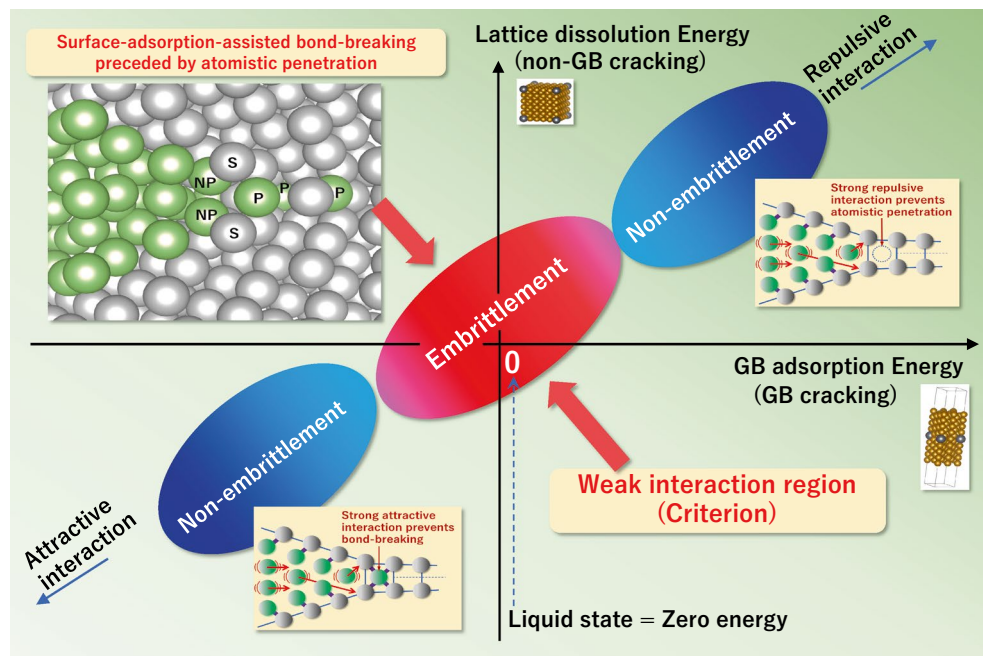 Surface-adsorption-assisted bond-breaking
preceded by atomistic penetration
Lattice dissolution Energy
(non-GB cracking)
Repulsive
interaction
S
NP
P
P
P
NP
S
Non-embrittlement
Strong repulsive
interaction prevents
atomistic penetration
Embrittlement
0
GB adsorption Energy
(GB cracking)
Non-embrittlement
Weak interaction region
(Criterion)
Attractive
interaction
Strong attractive
interaction prevents
bond-breaking
Liquid state = Zero energy